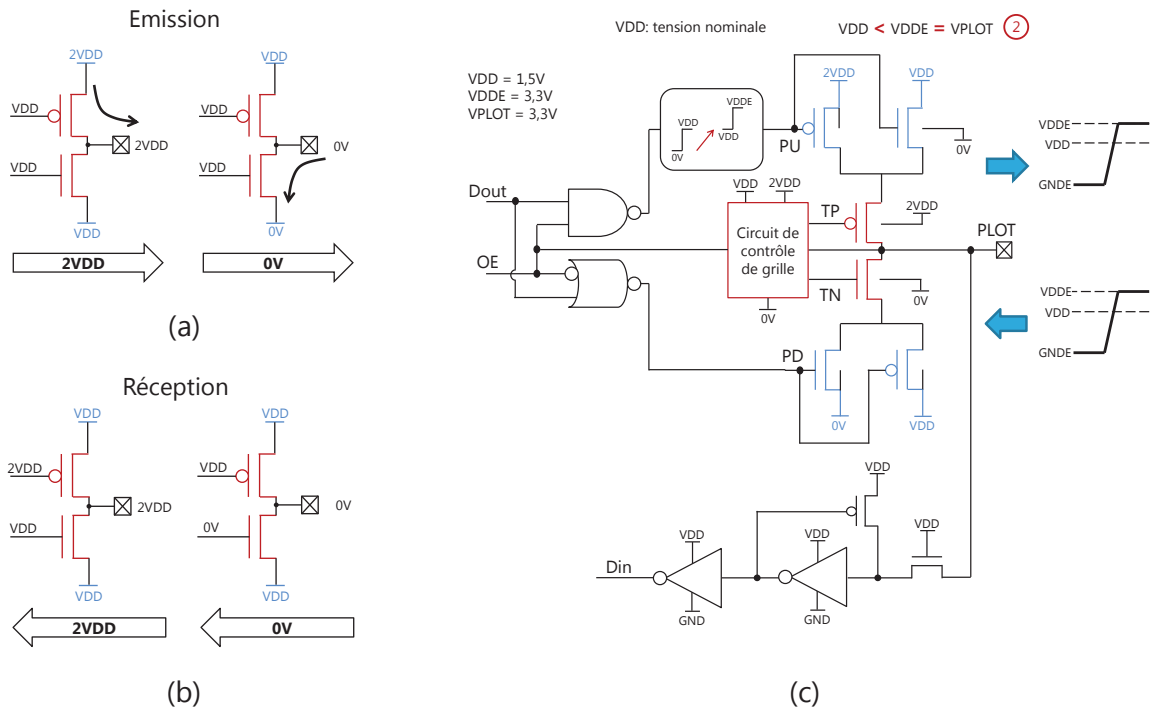 Emission
2VDD
VDD
VDD
2VDD
VDD
2VDD
VDD
VDD
VDD
0V
0V
0V
(a)
Réception
VDD
2VDD
VDD
2VDD
VDD
2VDD
VDD
VDD
0V
0V
VDD
0V
(b)
VDD: tension nominale
VDD < VDDE = VPLOT 2
VDD = 1,5V
VDDE = 3,3V
VPLOT = 3,3V
VDD
0V
VDDE
VDD
PU
2VDD
VDD
0V
VDDE
VDD
GNDE
Dout
OE
VDD
2VDD
Circuit de
contrôle
de grille
0V
TP
2VDD
PLOT
TN
0V
VDDE
VDD
GNDE
PD
0V
VDD
VDD
VDD
VDD
VDD
Din
GND
GND
(c)